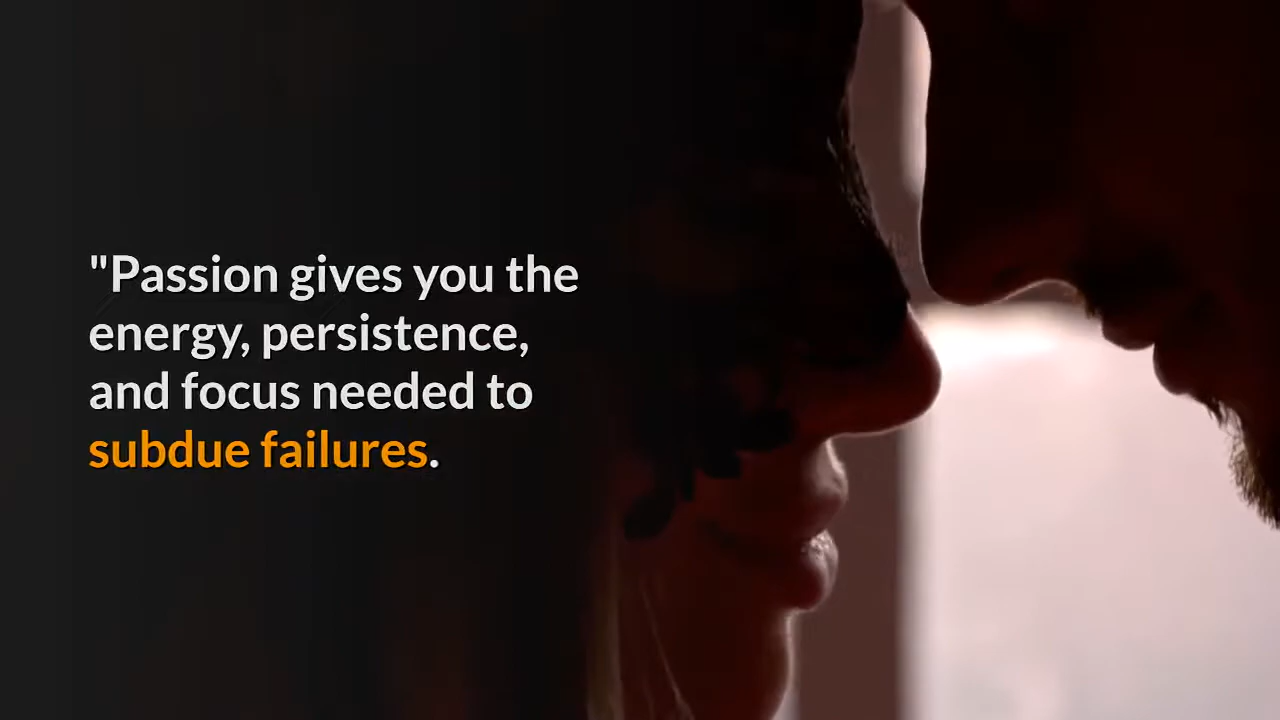 "Passion gives you the
energy, persistence,
and focus needed to
subdue failures.